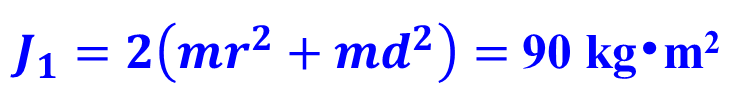 J₁ = 2(mr² + md²) = 90 kg•m²